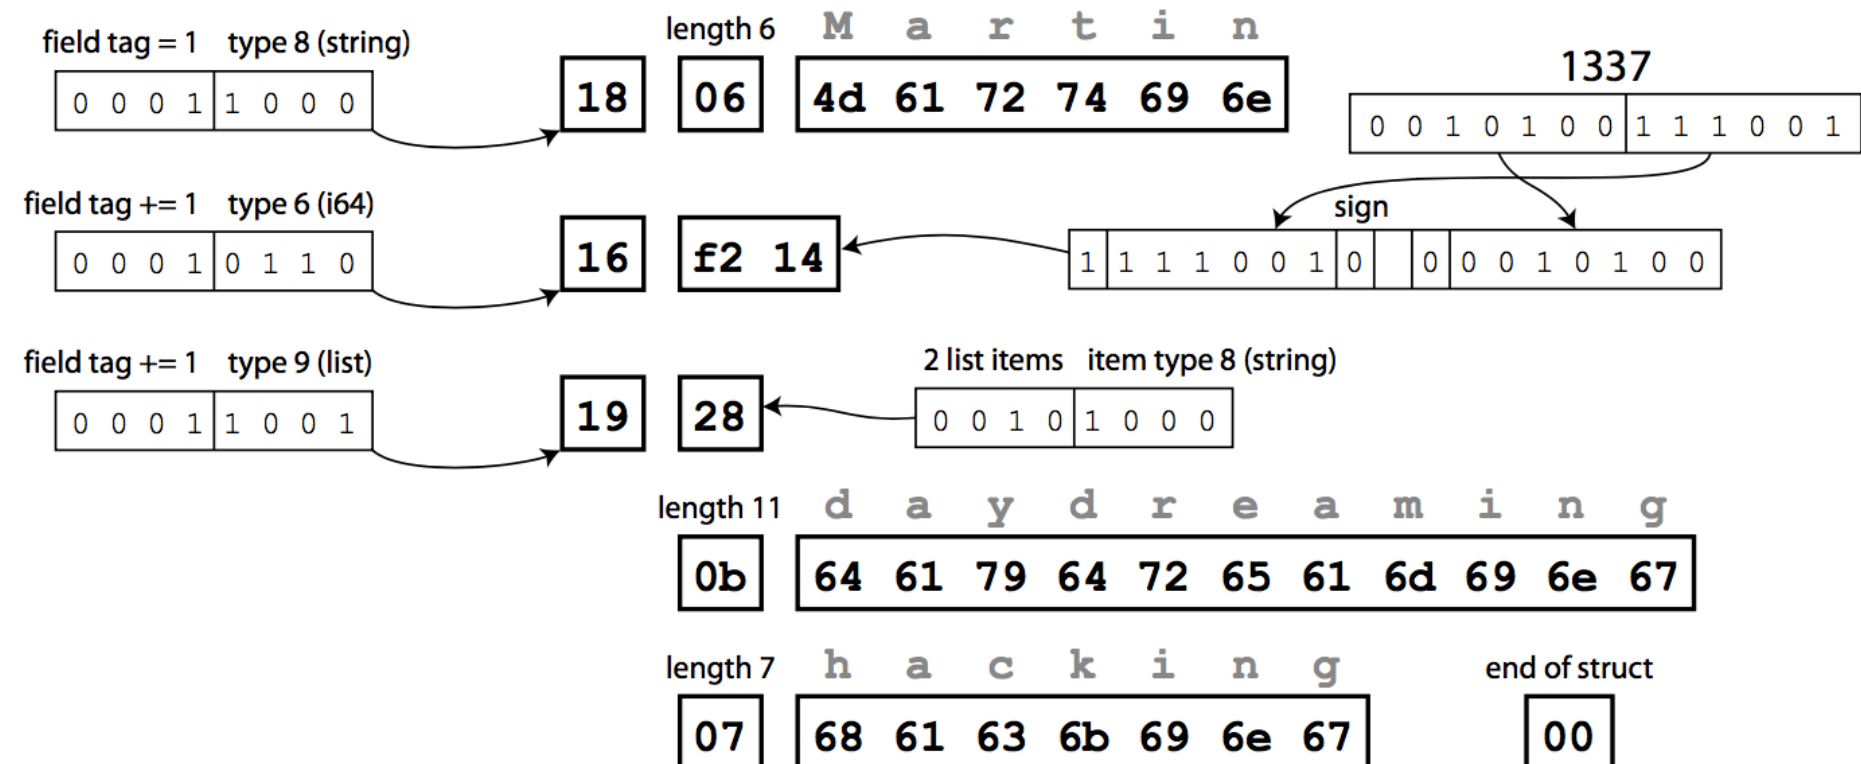 length 6 M a r t i n
field tag = 1 type 8 (string)
1337
0 0 0 1 1 0 0 0 18 06 4d 61 72 74 69 6e
0 0 1 0 1 0 0 1 1 1 0 0 1
field tag += 1 type 6 (i64) sign
0 0 0 1 0 1 1 0 16 f2 14 1 1 1 1 0 0 1 0 0 0 0 1 0 1 0 0
field tag += 1 type 9 (list) 2 list items item type 8 (string)
0 0 0 1 1 0 0 1 19 28 0 0 1 0 1 0 0 0
length 11 d a y d r e a m i n g
0b 64 61 79 64 72 65 61 6d 69 6e 67
length 7 h a c k i n g end of struct
07 68 61 63 6b 69 6e 67 00